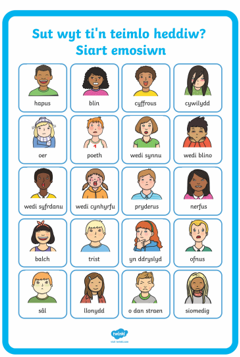 Sut wyt ti'n teimlo heddiw?
Siart emosiwn
hapus blin cyffrous cywilydd
oer poeth wedi synnu wedi blino
wedi syfrdanu wedi cynhyrfu pryderus nerfus
balch trist yn ddryslyd ofnus
sâl llonydd o dan straen siomedig
twinkl